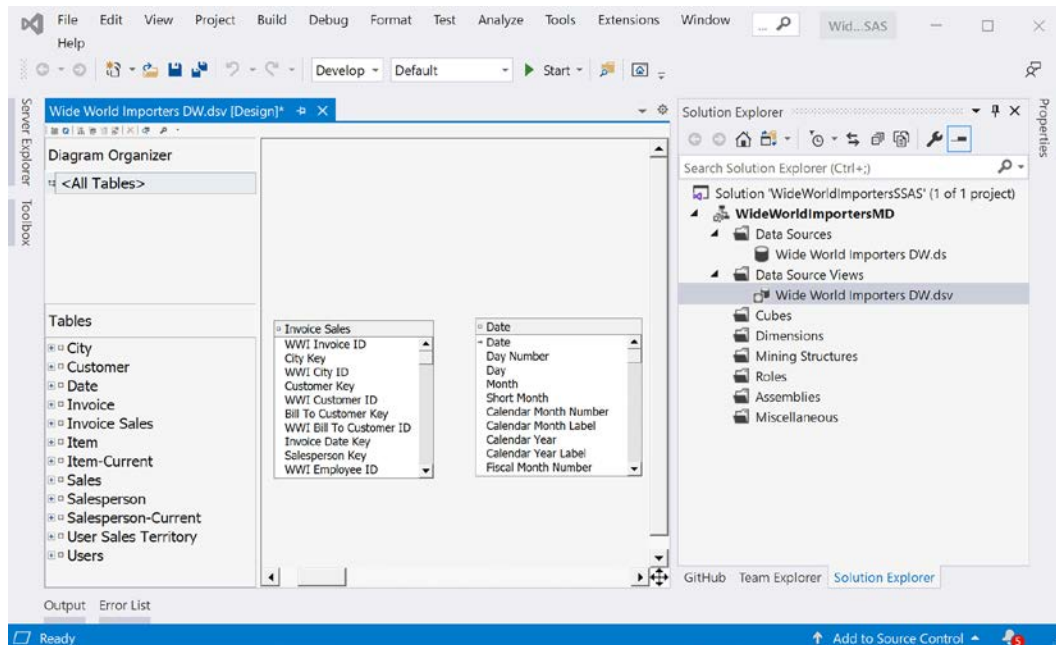 File Edit View Project Build Debug Format Test Analyze Tools Extensions Window ... Wid...SAS
Help
Develop Default Start
Server Explorer
Toolbox
Wide World Importers DW.dsv [Design]*
Diagram Organizer
<All Tables>
Tables
City
Customer
Date
Invoice
Invoice Sales
Item
Item-Current
Sales
Salesperson
Salesperson-Current
User Sales Territory
Users
Invoice Sales
WWI Invoice ID
City Key
WWI City ID
Customer Key
WWI Customer ID
Bill To Customer Key
WWI Bill To Customer ID
Invoice Date Key
Salesperson Key
WWI Employee ID
Date
Date
Day Number
Day
Month
Short Month
Calendar Month Number
Calendar Month Label
Calendar Year
Calendar Year Label
Fiscal Month Number
Solution Explorer
Search Solution Explorer (Ctrl+;)
Solution 'WideWorldImportersSSAS' (1 of 1 project)
WideWorldImportersMD
Data Sources
Wide World Importers DW.ds
Data Source Views
Wide World Importers DW.dsv
Cubes
Dimensions
Mining Structures
Roles
Assemblies
Miscellaneous
GitHub Team Explorer Solution Explorer
Properties
Output Error List
Ready Add to Source Control 5